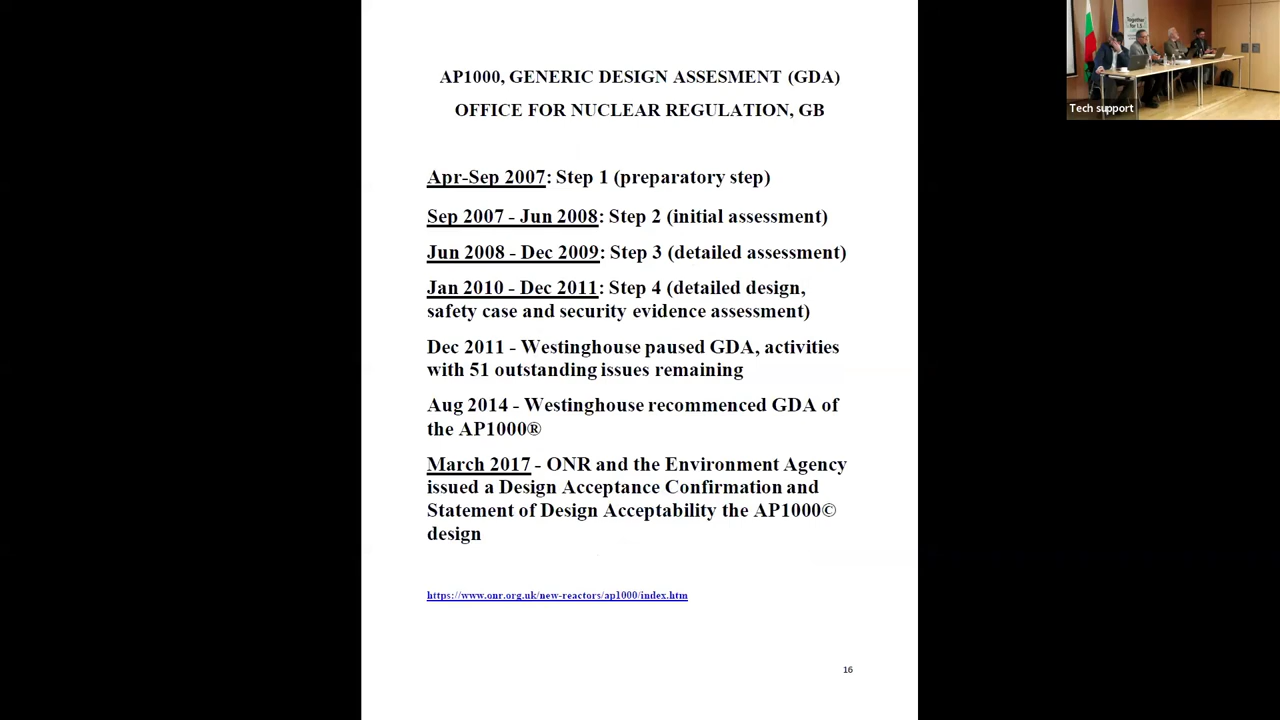 AP1000, GENERIC DESIGN ASSESMENT (GDA)
OFFICE FOR NUCLEAR REGULATION, GB
Apr-Sep 2007: Step 1 (preparatory step)
Sep 2007 - Jun 2008: Step 2 (initial assessment)
Jun 2008 - Dec 2009: Step 3 (detailed assessment)
Jan 2010 - Dec 2011: Step 4 (detailed design,
safety case and security evidence assessment)
Dec 2011 - Westinghouse paused GDA, activities
with 51 outstanding issues remaining
Aug 2014 - Westinghouse recommenced GDA of
the AP1000®
March 2017 - ONR and the Environment Agency
issued a Design Acceptance Confirmation and
Statement of Design Acceptability the AP1000©
design
https://www.onr.org.uk/new-reactors/ap1000/index.htm
16
Together
for 1.5
Tech support